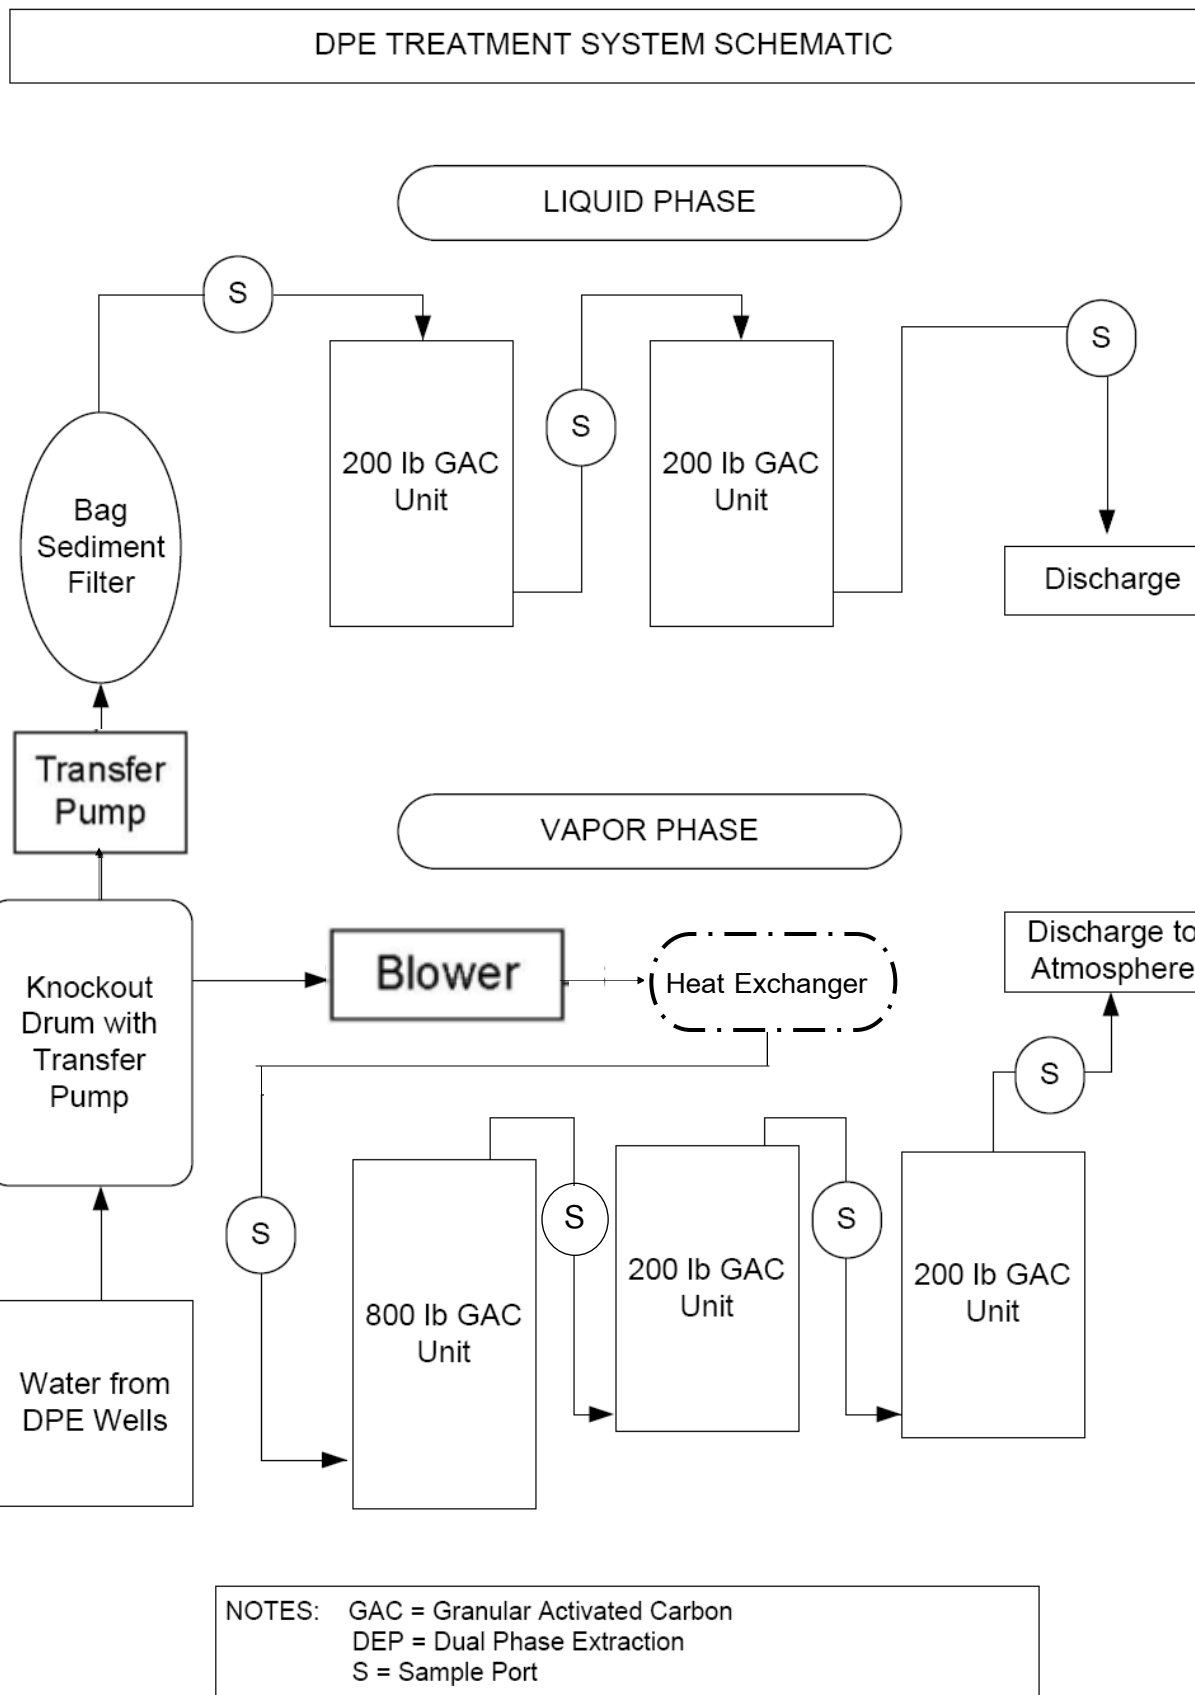 DPE TREATMENT SYSTEM SCHEMATIC
LIQUID PHASE
S
S
S
200 lb GAC
Unit
200 lb GAC
Unit
Bag
Sediment
Filter
Discharge
Transfer
Pump
VAPOR PHASE
Blower
Heat Exchanger
Discharge to
Atmosphere
Knockout
Drum with
Transfer
Pump
S
S
S
S
800 lb GAC
Unit
200 lb GAC
Unit
200 lb GAC
Unit
Water from
DPE Wells
NOTES: GAC = Granular Activated Carbon
DEP = Dual Phase Extraction
S = Sample Port